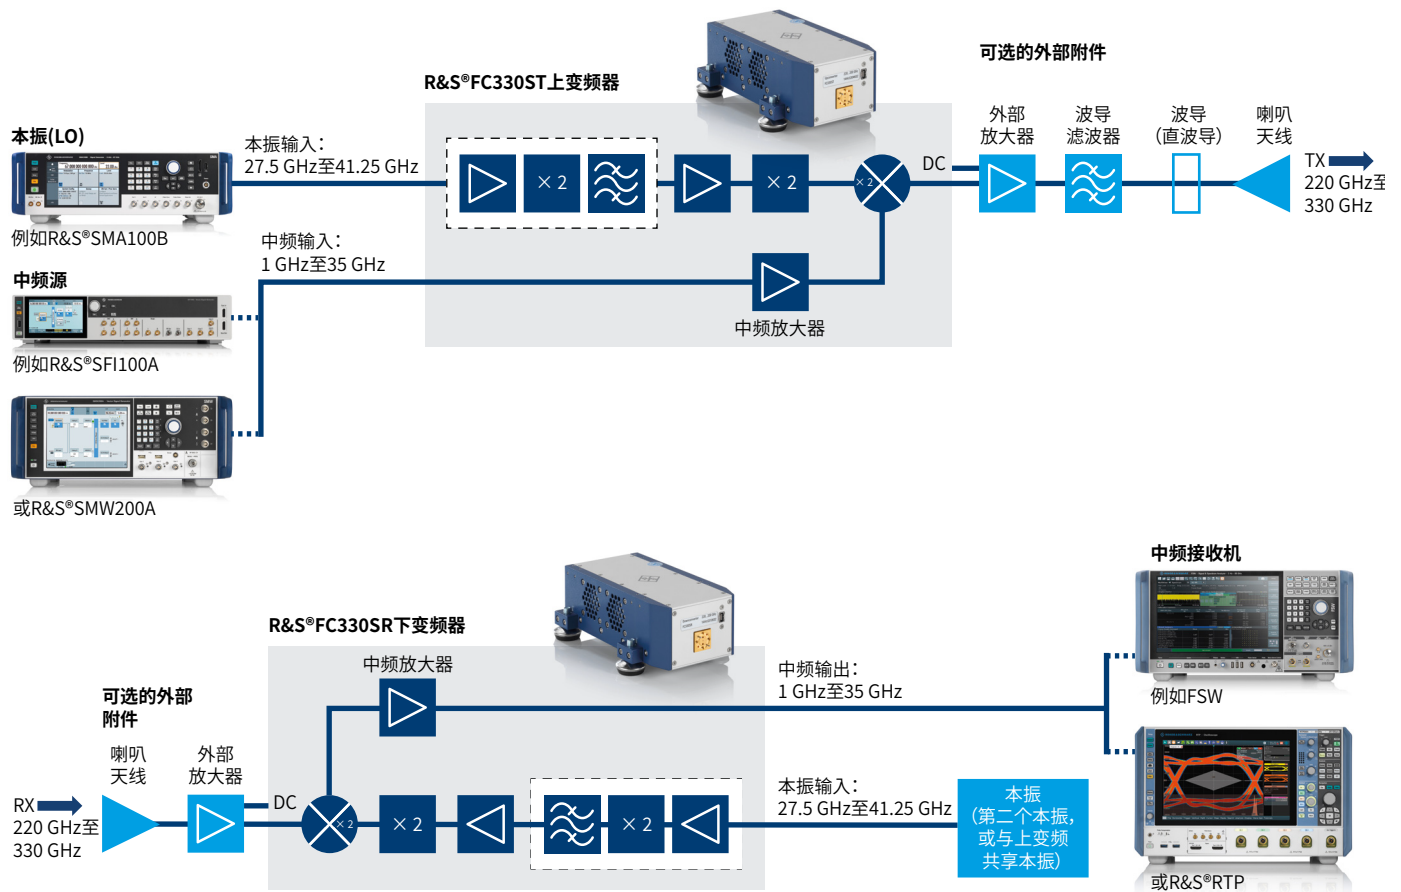 可选的外部附件
R&S®FC330ST上变频器
外部
放大器
波导
滤波器
波导
（直波导）
喇叭
天线
本振(LO)
本振输入：
27.5 GHz至41.25 GHz
× 2
× 2
× 2
DC
TX
220 GHz至
330 GHz
例如R&S®SMA100B
中频输入：
1 GHz至35 GHz
中频源
中频放大器
例如R&S®SFI100A
或R&S®SMW200A
中频接收机
R&S®FC330SR下变频器
中频放大器
中频输出：
1 GHz至35 GHz
例如FSW
可选的外部
附件
喇叭
天线
外部
放大器
RX
220 GHz至
330 GHz
DC
× 2
× 2
× 2
本振输入：
27.5 GHz至41.25 GHz
本振
（第二个本振，
或与上变频
共享本振）
或R&S®RTP